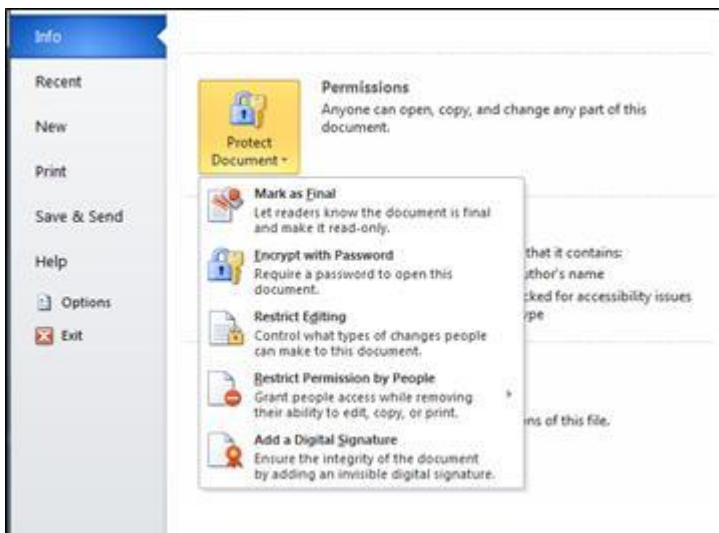 Info
Recent
New
Print
Save & Send
Help
Options
Exit
Protect
Document
Permissions
Anyone can open, copy, and change any part of this
document.
Mark as Final
Let readers know the document is final
and make it read-only.
Encrypt with Password
Require a password to open this
document.
Restrict Editing
Control what types of changes people
can make to this document.
Restrict Permission by People
Grant people access while removing
their ability to edit, copy, or print.
Add a Digital Signature
Ensure the integrity of the document
by adding an invisible digital signature.
that it contains:
thor's name
cked for accessibility issues
pe
ns of this file.